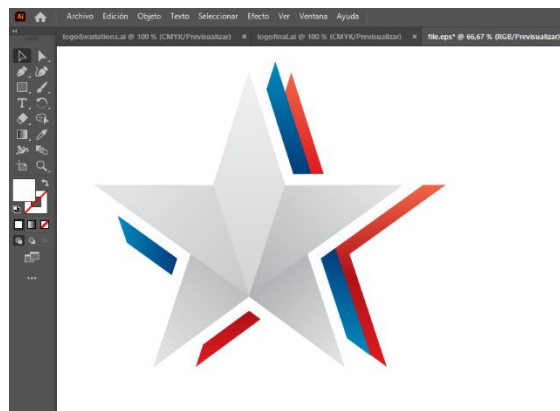 Ai Archivo Edición Objeto Texto Seleccionar Efecto Ver Ventana Ayuda
logo&variations.ai @ 100 % (CMYK/Previsualizar) × logofinal.ai @ 100 % (CMYK/Previsualizar) × file.eps* @ 66,67 % (RGB/Previsualizar)